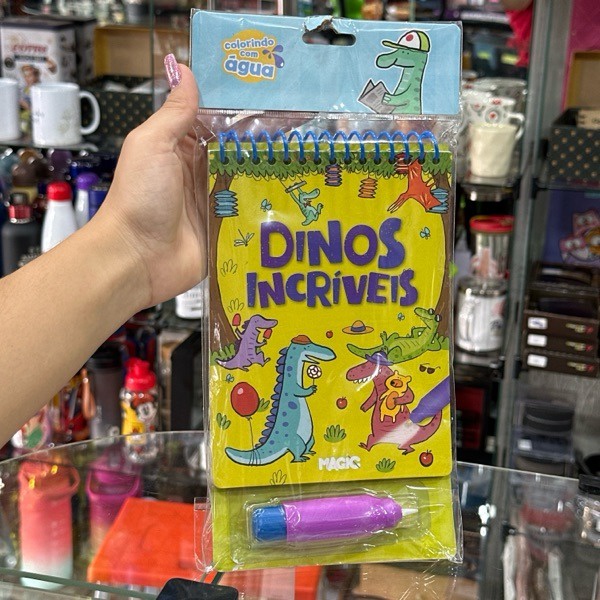 colorindo
com
água
DINOS
INCRÍVEIS
MAGIC